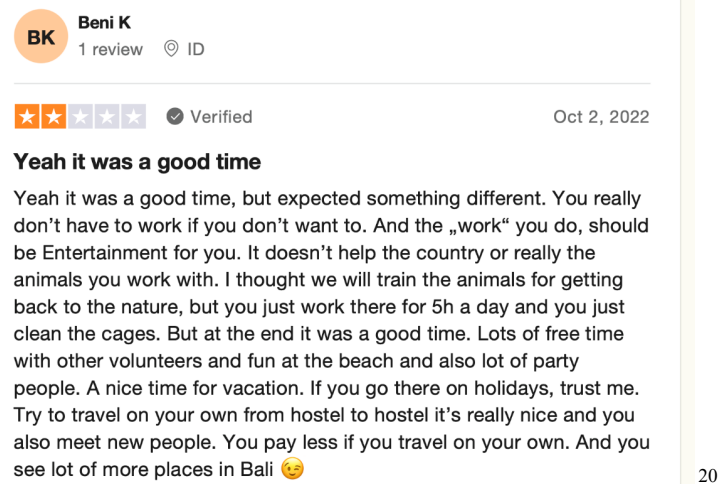 BK
Beni K
1 review ID
Verified Oct 2, 2022
Yeah it was a good time
Yeah it was a good time, but expected something different. You really
don’t have to work if you don’t want to. And the „work“ you do, should
be Entertainment for you. It doesn’t help the country or really the
animals you work with. I thought we will train the animals for getting
back to the nature, but you just work there for 5h a day and you just
clean the cages. But at the end it was a good time. Lots of free time
with other volunteers and fun at the beach and also lot of party
people. A nice time for vacation. If you go there on holidays, trust me.
Try to travel on your own from hostel to hostel it’s really nice and you
also meet new people. You pay less if you travel on your own. And you
see lot of more places in Bali 😉
20